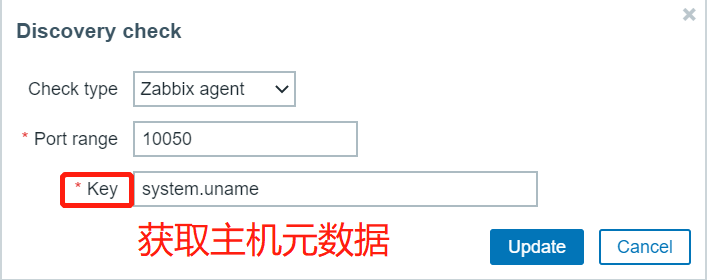 Discovery check
Check type Zabbix agent
* Port range 10050
* Key system.uname
获取主机元数据
Update Cancel